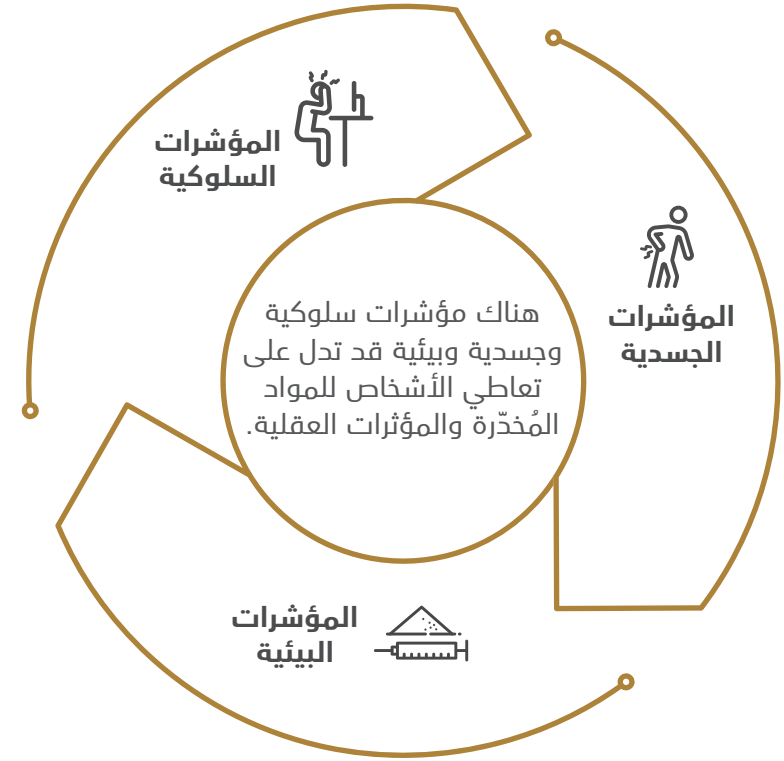 المؤشرات
السلوكية
المؤشرات
الجسدية
هناك مؤشرات سلوكية
وجسدية وبيئية قد تدل على
تعاطي الأشخاص للمواد
المُخدّرة والمؤثرات العقلية.
المؤشرات
البيئية